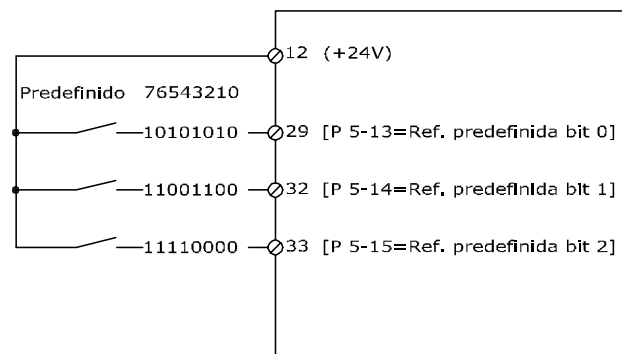 12 (+24V)
Predefinido 76543210
10101010 29 [P 5-13=Ref. predefinida bit 0]
11001100 32 [P 5-14=Ref. predefinida bit 1]
11110000 33 [P 5-15=Ref. predefinida bit 2]